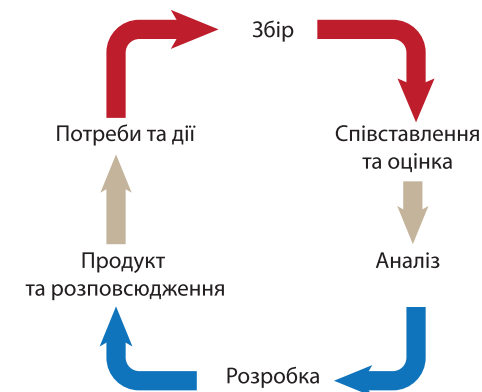 Збір
Потреби та дії
Співставлення
та оцінка
Продукт
та розповсюдження
Аналіз
Розробка